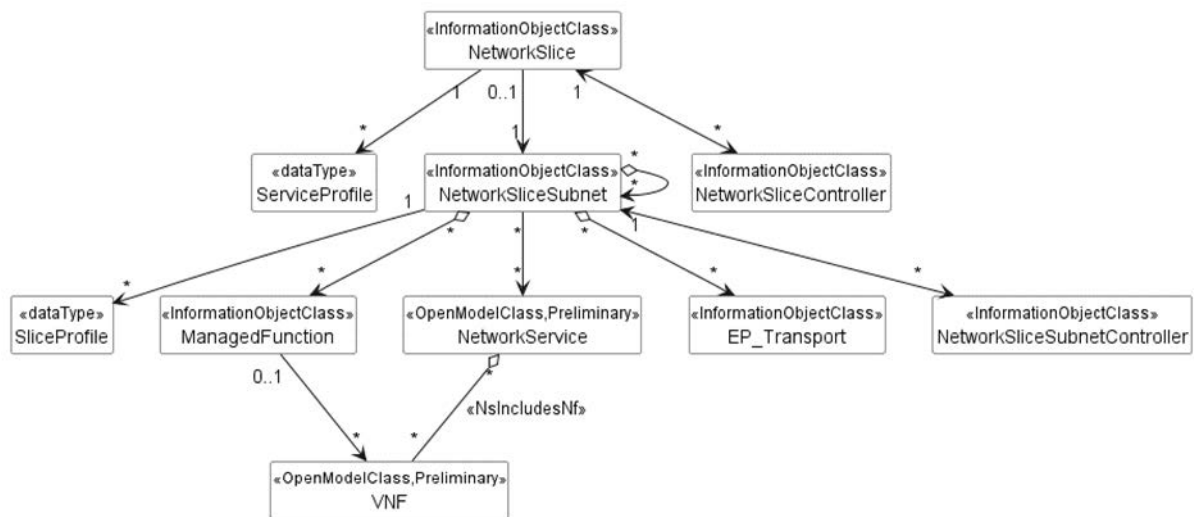 «InformationObjectClass»
NetworkSlice
1
0..1
1
*
1
*
«dataType»
ServiceProfile
«InformationObjectClass»
NetworkSliceSubnet
*
*
«InformationObjectClass»
NetworkSliceController
1
*
*
*
1
*
*
*
*
*
«dataType»
SliceProfile
«InformationObjectClass»
ManagedFunction
«OpenModelClass,Preliminary»
NetworkService
«InformationObjectClass»
EP_Transport
«InformationObjectClass»
NetworkSliceSubnetController
0..1
*
«NsIncludesNf»
*
*
«OpenModelClass,Preliminary»
VNF